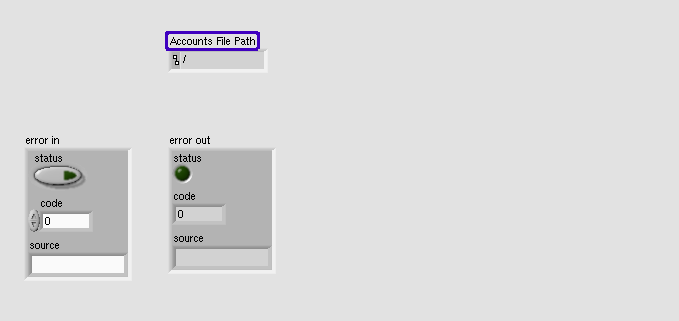 Accounts File Path
/
error in
status
code
0
source
error out
status
code
0
source